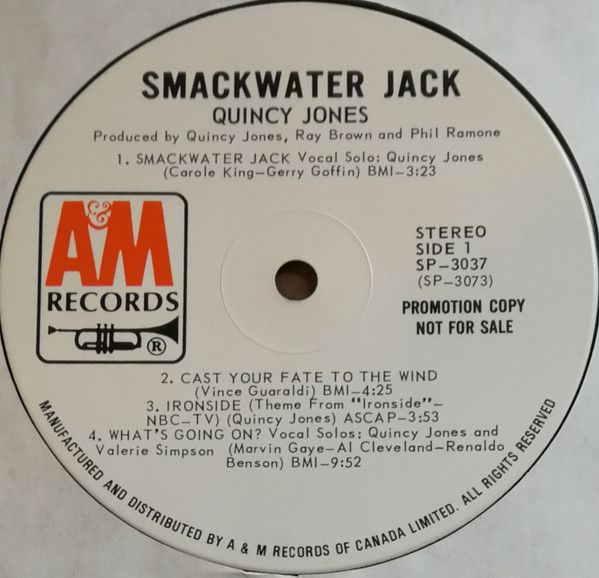 SMACKWATER JACK
QUINCY JONES
Produced by Quincy Jones, Ray Brown and Phil Ramone
1. SMACKWATER JACK Vocal Solo: Quincy Jones
(Carole King–Gerry Goffin) BMI–3:23
A&M
RECORDS
®
STEREO
SIDE 1
SP–3037
(SP–3073)
PROMOTION COPY
NOT FOR SALE
2. CAST YOUR FATE TO THE WIND
(Vince Guaraldi) BMI–4:25
3. IRONSIDE (Theme From "Ironside"–
NBC–TV) (Quincy Jones) ASCAP–3:53
4. WHAT'S GOING ON? Vocal Solos: Quincy Jones and
Valerie Simpson (Marvin Gaye–Al Cleveland–Renaldo
Benson) BMI–9:52
MANUFACTURED AND DISTRIBUTED BY A & M RECORDS OF CANADA LIMITED. ALL RIGHTS RESERVED